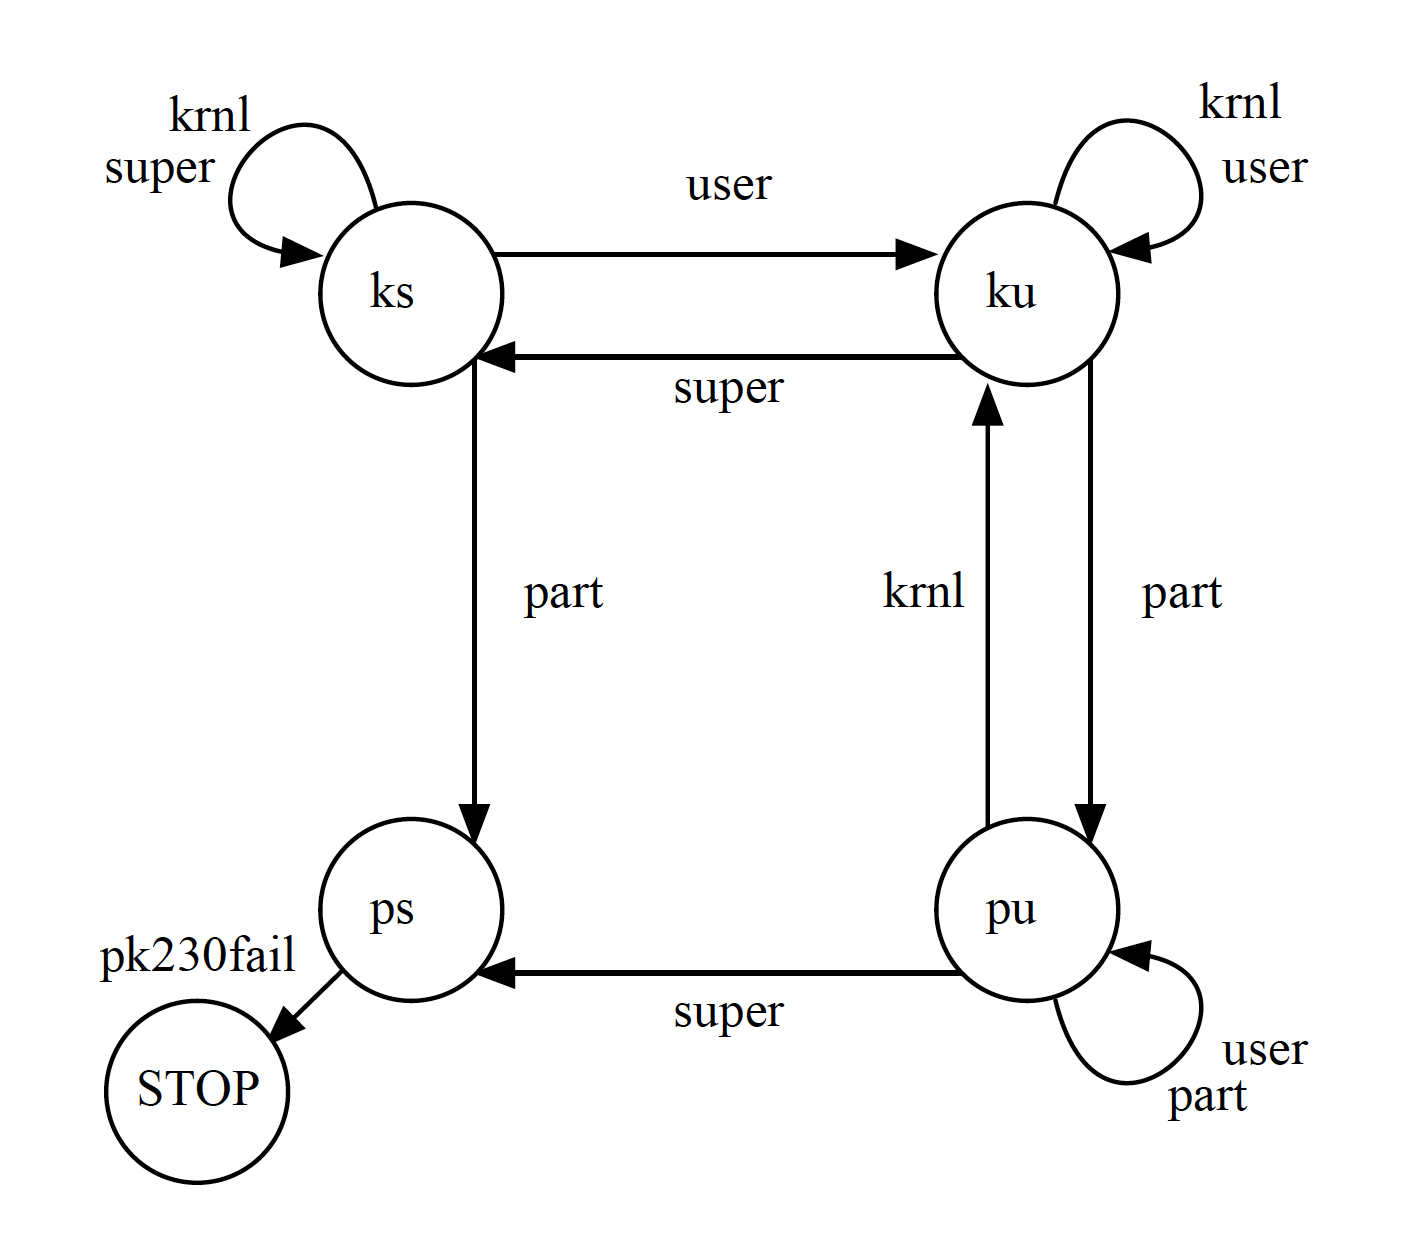 krnl
super
user
krnl
user
ks
ku
super
part
krnl
part
ps
pu
pk230fail
super
user
part
STOP